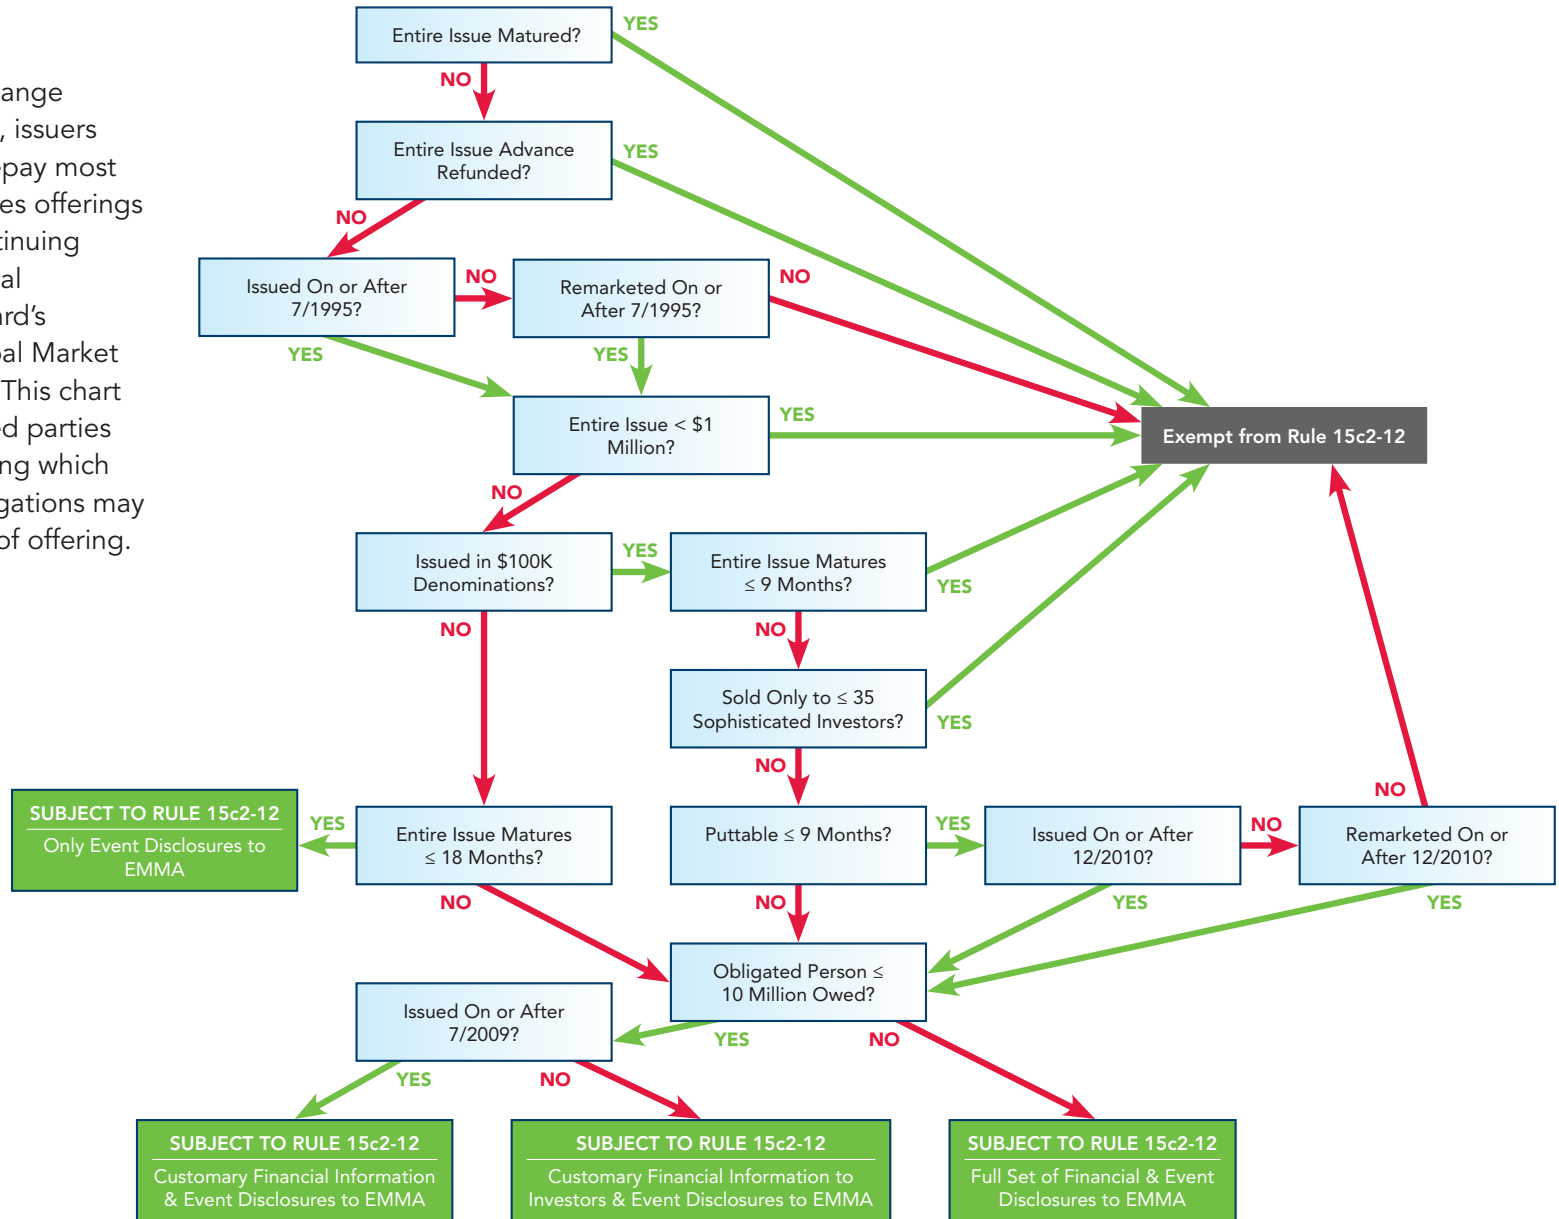 ange
, issuers
pay most
es offerings
tinuing
al
ard's
al Market
This chart
d parties
ng which
gations may
of offering.
Entire Issue Matured?
YES
NO
Entire Issue Advance
Refunded?
YES
NO
Issued On or After
7/1995?
NO
Remarketed On or
After 7/1995?
NO
YES
YES
Entire Issue < $1
Million?
YES
Exempt from Rule 15c2-12
NO
Issued in $100K
Denominations?
YES
Entire Issue Matures
≤ 9 Months?
YES
NO
NO
Sold Only to ≤ 35
Sophisticated Investors?
YES
NO
SUBJECT TO RULE 15c2-12
Only Event Disclosures to
EMMA
YES
Entire Issue Matures
≤ 18 Months?
NO
Puttable ≤ 9 Months?
YES
NO
Issued On or After
12/2010?
NO
YES
Remarketed On or
After 12/2010?
NO
YES
Obligated Person ≤
10 Million Owed?
YES
NO
Issued On or After
7/2009?
YES
NO
SUBJECT TO RULE 15c2-12
Customary Financial Information
& Event Disclosures to EMMA
SUBJECT TO RULE 15c2-12
Customary Financial Information to
Investors & Event Disclosures to EMMA
SUBJECT TO RULE 15c2-12
Full Set of Financial & Event
Disclosures to EMMA